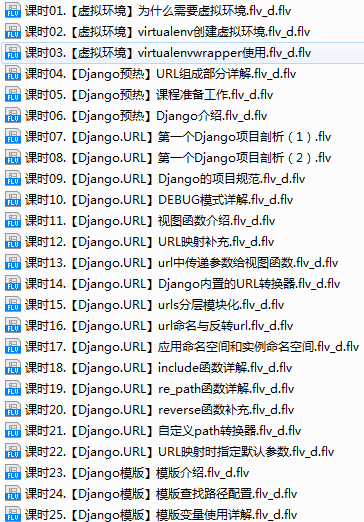 课时01.【虚拟环境】为什么需要虚拟环境.flv_d.flv
课时02.【虚拟环境】virtualenv创建虚拟环境.flv_d.flv
课时03.【虚拟环境】virtualenvwrapper使用.flv_d.flv
课时04.【Django预热】URL组成部分详解.flv_d.flv
课时05.【Django预热】课程准备工作.flv_d.flv
课时06.【Django预热】Django介绍.flv_d.flv
课时07.【Django.URL】第一个Django项目剖析（1）.flv
课时08.【Django.URL】第一个Django项目剖析（2）.flv
课时09.【Django.URL】Django的项目规范.flv_d.flv
课时10.【Django.URL】DEBUG模式详解.flv_d.flv
课时11.【Django.URL】视图函数介绍.flv_d.flv
课时12.【Django.URL】URL映射补充.flv_d.flv
课时13.【Django.URL】url中传递参数给视图函数.flv_d.flv
课时14.【Django.URL】Django内置的URL转换器.flv_d.flv
课时15.【Django.URL】urls分层模块化.flv_d.flv
课时16.【Django.URL】url命名与反转url.flv_d.flv
课时17.【Django.URL】应用命名空间和实例命名空间.flv_d.flv
课时18.【Django.URL】include函数详解.flv_d.flv
课时19.【Django.URL】re_path函数详解.flv_d.flv
课时20.【Django.URL】reverse函数补充.flv_d.flv
课时21.【Django.URL】自定义path转换器.flv_d.flv
课时22.【Django.URL】URL映射时指定默认参数.flv_d.flv
课时23.【Django模版】模版介绍.flv_d.flv
课时24.【Django模版】模版查找路径配置.flv_d.flv
课时25.【Django模版】模版变量使用详解.flv_d.flv